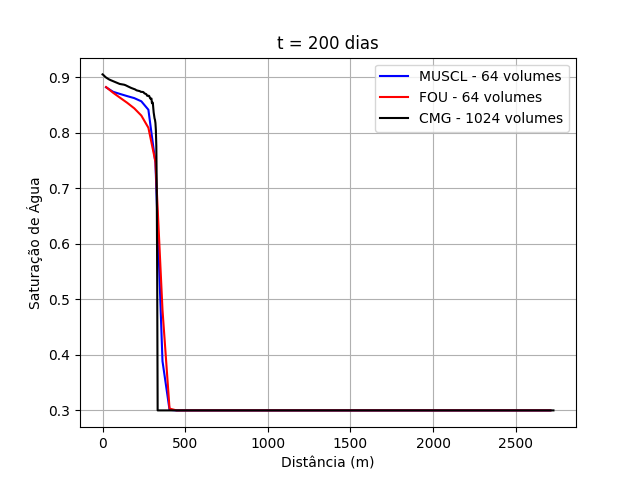 t = 200 dias
MUSCL - 64 volumes
FOU - 64 volumes
CMG - 1024 volumes
Saturação de Água
0.9
0.8
0.7
0.6
0.5
0.4
0.3
0 500 1000 1500 2000 2500
Distância (m)